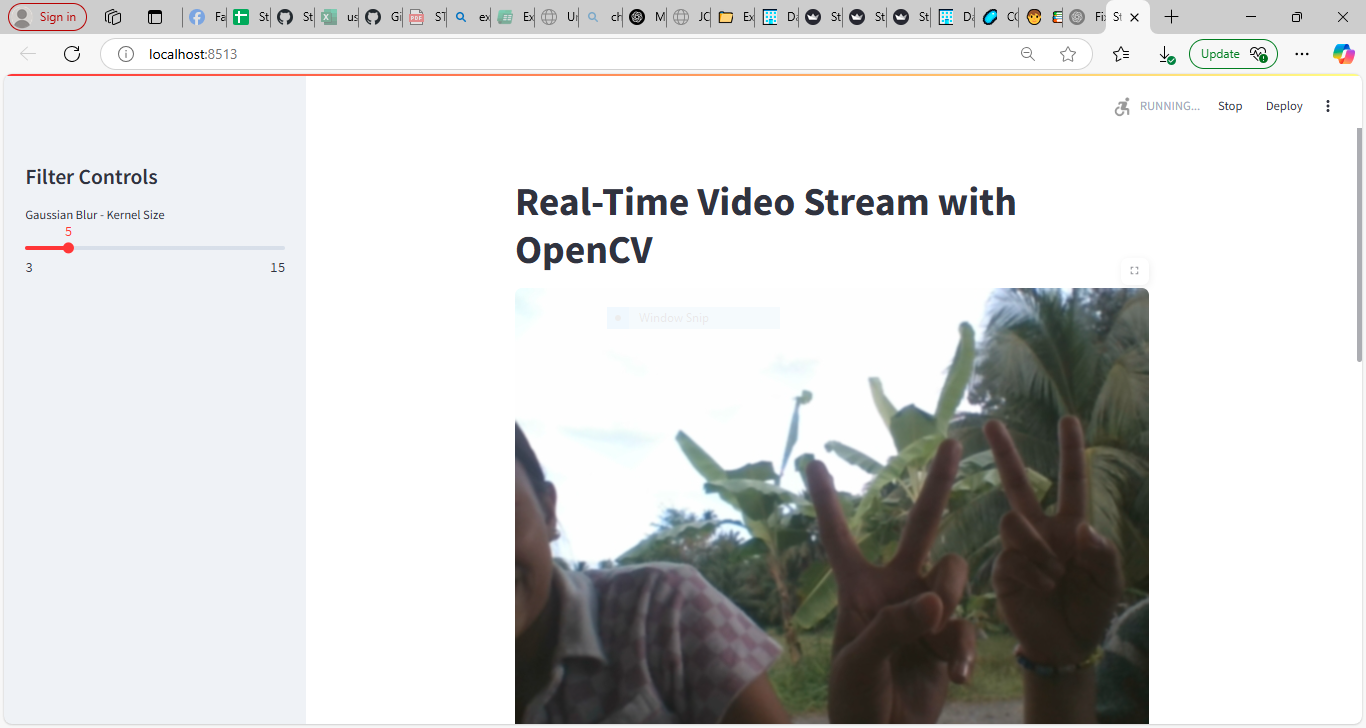 Sign in
Fa
St
St
us
Gi
ST
ex
Ex
Ur
ch
M
JC
Ex
Da
St
St
St
Da
CC
Fi
St
localhost:8513
Update
RUNNING...
Stop
Deploy
Filter Controls
Gaussian Blur - Kernel Size
5
3
15
Real-Time Video Stream with
OpenCV
Window Snip